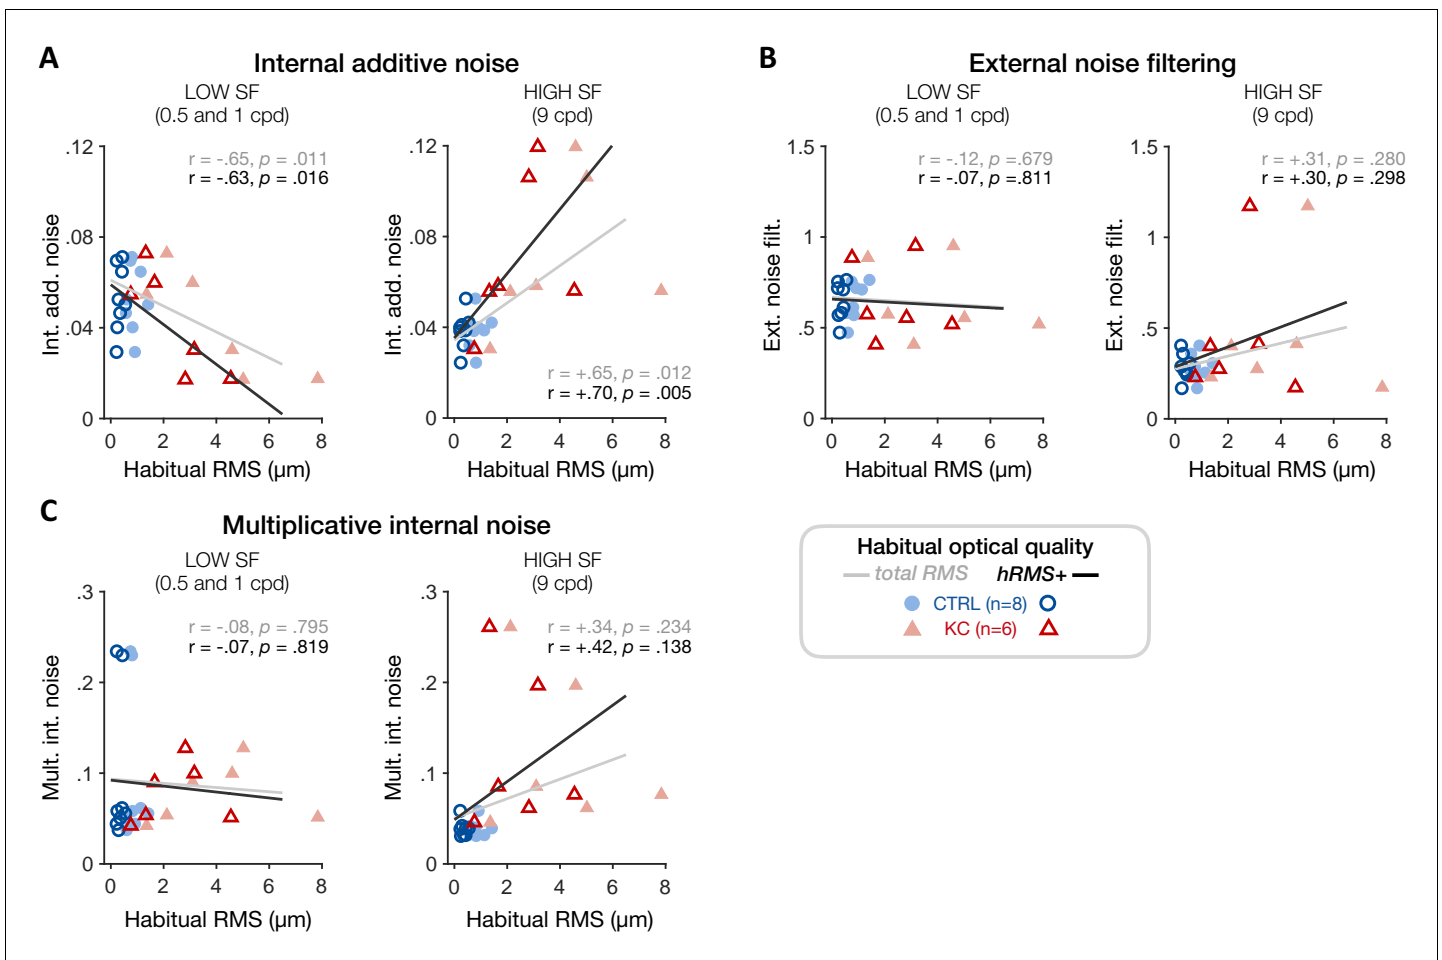 A
Internal additive noise
LOW SF
(0.5 and 1 cpd)
HIGH SF
(9 cpd)
r = -.65, p = .011
r = -.63, p = .016
r = +.65, p = .012
r = +.70, p = .005
Int. add. noise
.12
.08
.04
0
0 2 4 6 8
Habitual RMS (µm)
Int. add. noise
.12
.08
.04
0
0 2 4 6 8
Habitual RMS (µm)
B
External noise filtering
LOW SF
(0.5 and 1 cpd)
HIGH SF
(9 cpd)
r = -.12, p =.679
r = -.07, p =.811
r = +.31, p = .280
r = +.30, p = .298
Ext. noise filt.
1.5
1
.5
0
0 2 4 6 8
Habitual RMS (µm)
Ext. noise filt.
1.5
1
.5
0
0 2 4 6 8
Habitual RMS (µm)
C
Multiplicative internal noise
LOW SF
(0.5 and 1 cpd)
HIGH SF
(9 cpd)
r = -.08, p = .795
r = -.07, p = .819
r = +.34, p = .234
r = +.42, p = .138
Mult. int. noise
.3
.2
.1
0
0 2 4 6 8
Habitual RMS (µm)
Mult. int. noise
.3
.2
.1
0
0 2 4 6 8
Habitual RMS (µm)
Habitual optical quality
total RMS hRMS+
CTRL (n=8)
KC (n=6)